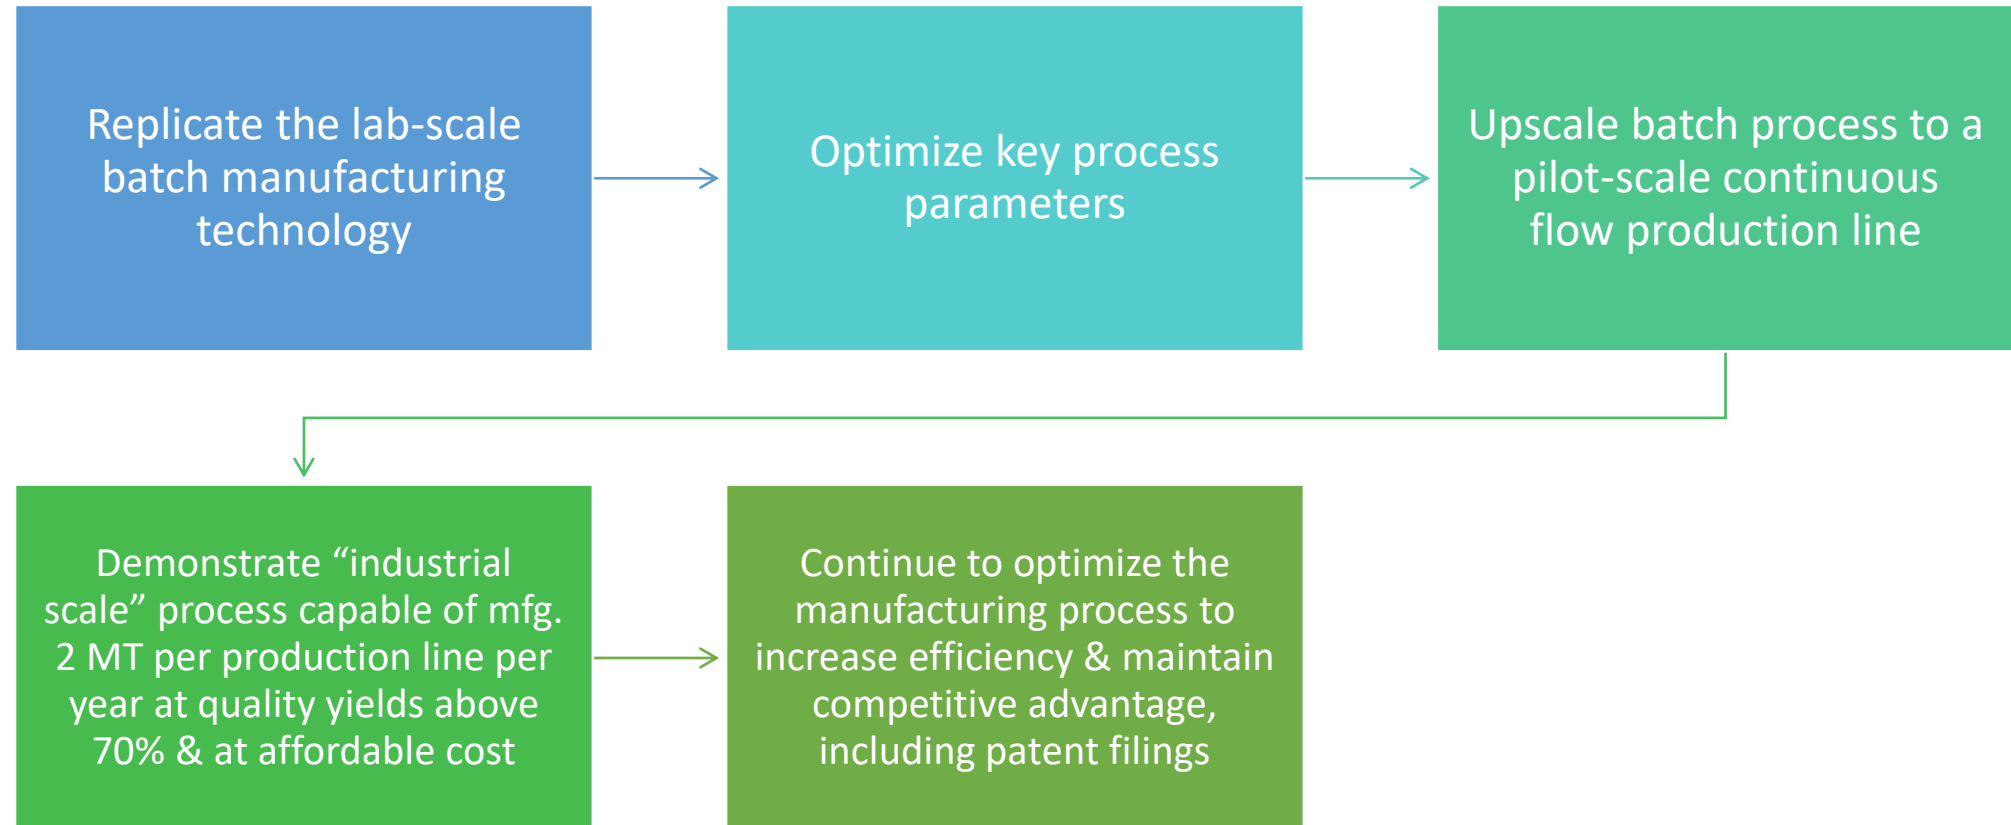 Replicate the lab-scale
batch manufacturing
technology
Optimize key process
parameters
Upscale batch process to a
pilot-scale continuous
flow production line
Demonstrate “industrial
scale” process capable of mfg.
2 MT per production line per
year at quality yields above
70% & at affordable cost
Continue to optimize the
manufacturing process to
increase efficiency & maintain
competitive advantage,
including patent filings